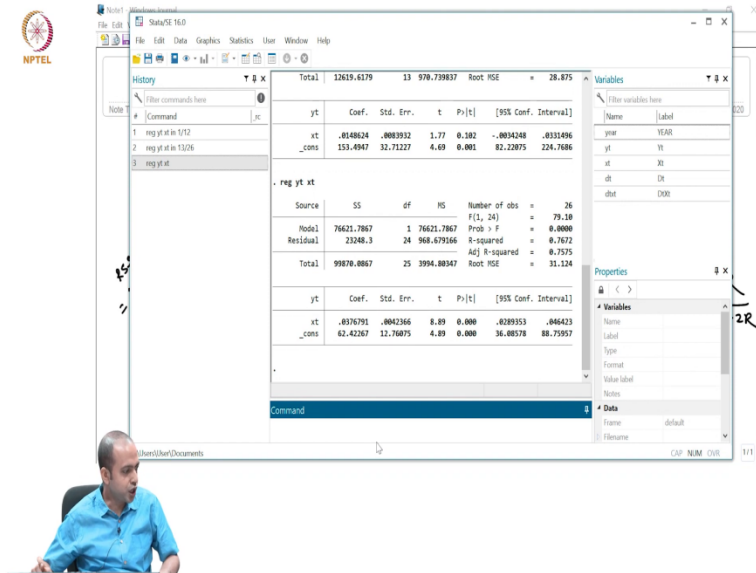 NPTEL
Note1
Windows Journal
File Edit
Note T
2020
1/1
RSS
=
2R
Stata/SE 16.0
File Edit Data Graphics Statistics User Window Help
History
Filter commands here
# Command _rc
1 reg yt xt in 1/12
2 reg yt xt in 13/26
3 reg yt xt
Total 12619.6179 13 970.739837 Root MSE = 28.875
yt Coef. Std. Err. t P>|t| [95% Conf. Interval]
xt .0148624 .0083932 1.77 0.102 -.0034248 .0331496
_cons 153.4947 32.71227 4.69 0.001 82.22075 224.7686
. reg yt xt
Source SS df MS Number of obs = 26
F(1, 24) = 79.10
Model 76621.7867 1 76621.7867 Prob > F = 0.0000
Residual 23248.3 24 968.679166 R-squared = 0.7672
Adj R-squared = 0.7575
Total 99870.0867 25 3994.80347 Root MSE = 31.124
yt Coef. Std. Err. t P>|t| [95% Conf. Interval]
xt .0376791 .0042366 8.89 0.000 .0289353 .046423
_cons 62.42267 12.76075 4.89 0.000 36.08578 88.75957
.
Command
Variables
Filter variables here
Name Label
year YEAR
yt Yt
xt Xt
dt Dt
dtxt DtXt
Properties
Variables
Name
Label
Type
Format
Value label
Notes
Data
Frame default
Filename
Users\User\Documents
CAP NUM OVR